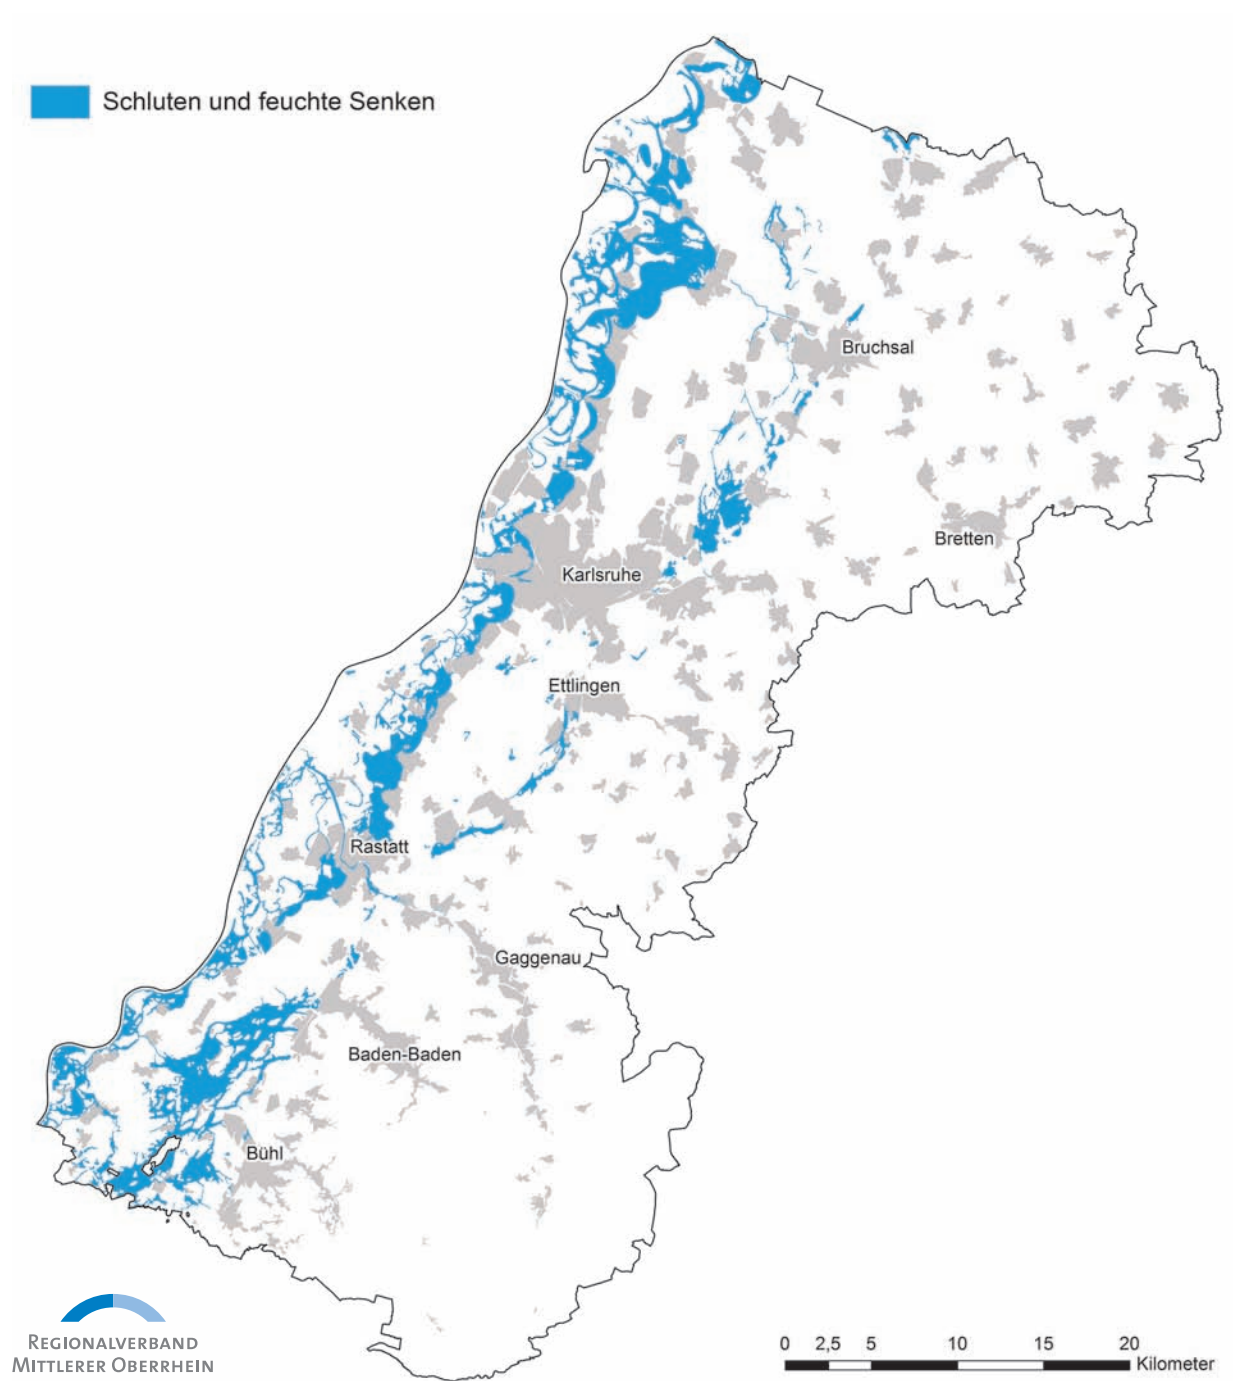 Schluten und feuchte Senken
Bruchsal
Bretten
Karlsruhe
Ettlingen
Rastatt
Gaggenau
Baden-Baden
Bühl
REGIONALVERBAND
MITTLERER OBERRHEIN
0 2,5 5 10 15 20
Kilometer